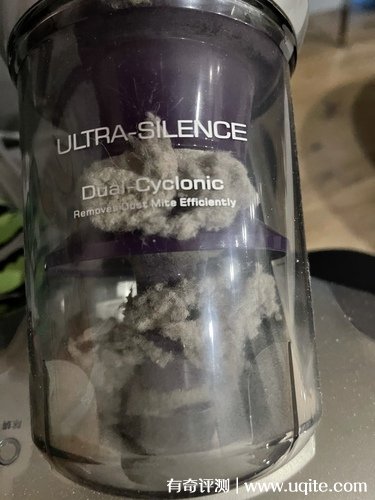 ULTRA-SILENCE
Dual-Cyclonic
Removes Dust Mite Efficiently
有奇评测 | www.uqite.com